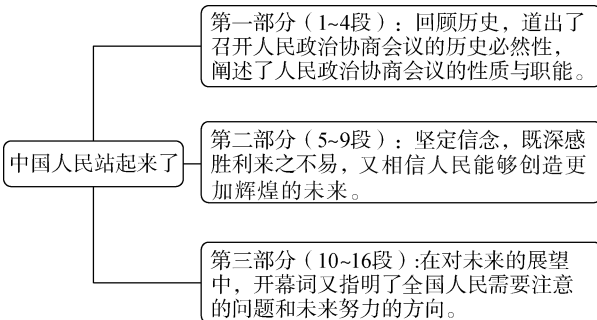 第一部分（1~4段）：回顾历史，道出了
召开人民政治协商会议的历史必然性，
阐述了人民政治协商会议的性质与职能。
中国人民站起来了
第二部分（5~9段）：坚定信念，既深感
胜利来之不易，又相信人民能够创造更
加辉煌的未来。
第三部分（10~16段）:在对未来的展望
中，开幕词又指明了全国人民需要注意
的问题和未来努力的方向。